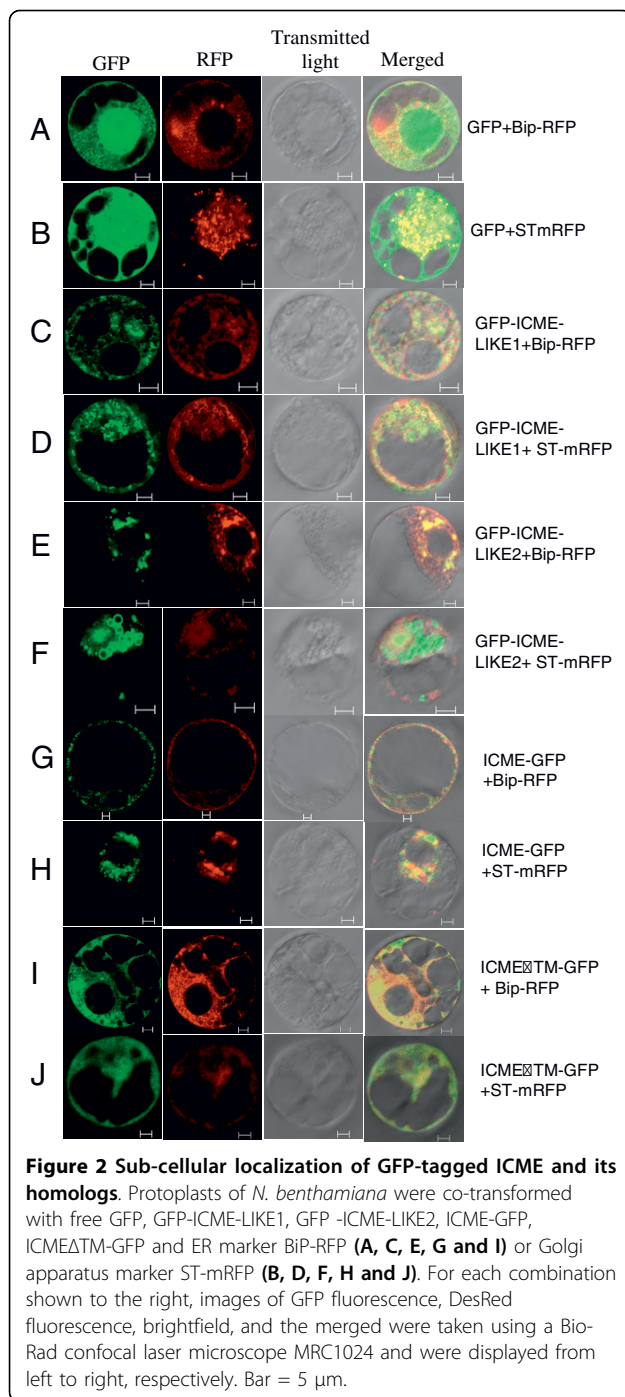 Transmitted
GFP RFP light Merged
A
GFP+Bip-RFP
B
GFP+STmRFP
C
GFP-ICME-
LIKE1+Bip-RFP
D
GFP-ICME-
LIKE1+ ST-mRFP
E
GFP-ICME-
LIKE2+Bip-RFP
F
GFP-ICME-
LIKE2+ ST-mRFP
G
ICME-GFP
+Bip-RFP
H
ICME-GFP
+ST-mRFP
I
ICME☒TM-GFP
+ Bip-RFP
J
ICME☒TM-GFP
+ST-mRFP
Figure 2 Sub-cellular localization of GFP-tagged ICME and its
homologs. Protoplasts of N. benthamiana were co-transformed
with free GFP, GFP-ICME-LIKE1, GFP -ICME-LIKE2, ICME-GFP,
ICMEΔTM-GFP and ER marker BiP-RFP (A, C, E, G and I) or Golgi
apparatus marker ST-mRFP (B, D, F, H and J). For each combination
shown to the right, images of GFP fluorescence, DesRed
fluorescence, brightfield, and the merged were taken using a Bio-
Rad confocal laser microscope MRC1024 and were displayed from
left to right, respectively. Bar = 5 μm.